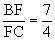 BF/FC = 7/4